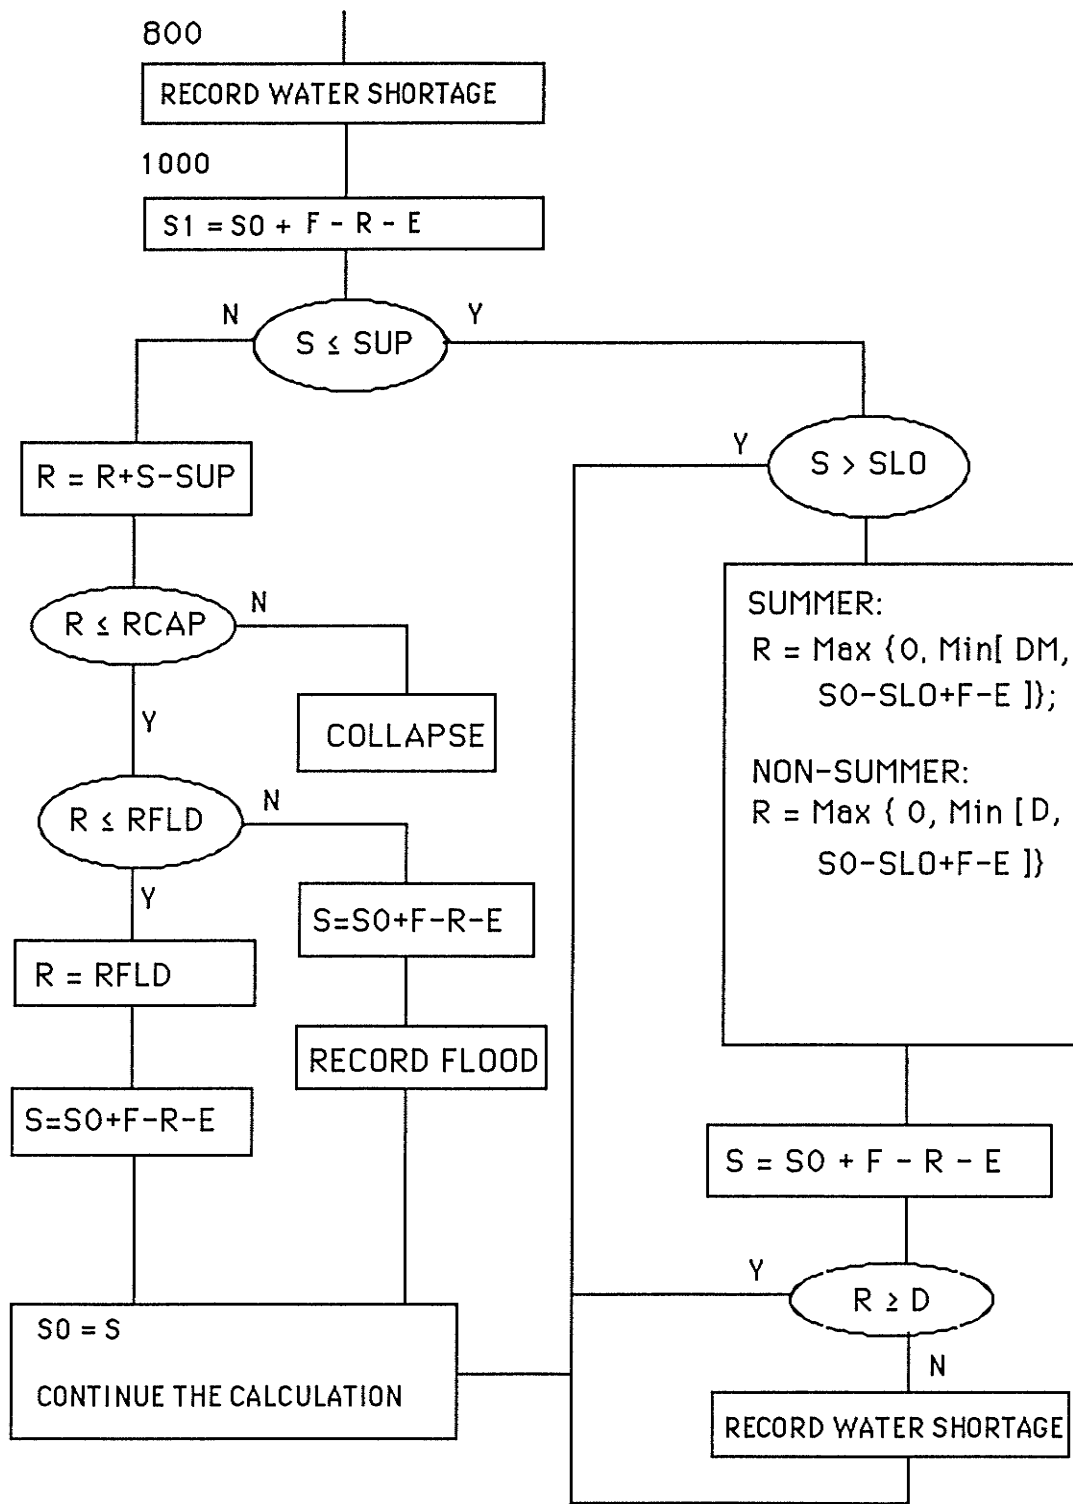 800
RECORD WATER SHORTAGE
1000
S1 = S0 + F - R - E
N
S ≤ SUP
Y
R = R+S-SUP
Y
S > SLO
R ≤ RCAP
N
Y
COLLAPSE
SUMMER:
R = Max {0, Min[ DM,
S0-SLO+F-E ]};
NON-SUMMER:
R = Max { 0, Min [ D,
S0-SLO+F-E ]}
R ≤ RFLD
N
Y
S=S0+F-R-E
R = RFLD
RECORD FLOOD
S=S0+F-R-E
S = S0 + F - R - E
Y
R ≥ D
N
S0 = S
CONTINUE THE CALCULATION
RECORD WATER SHORTAGE